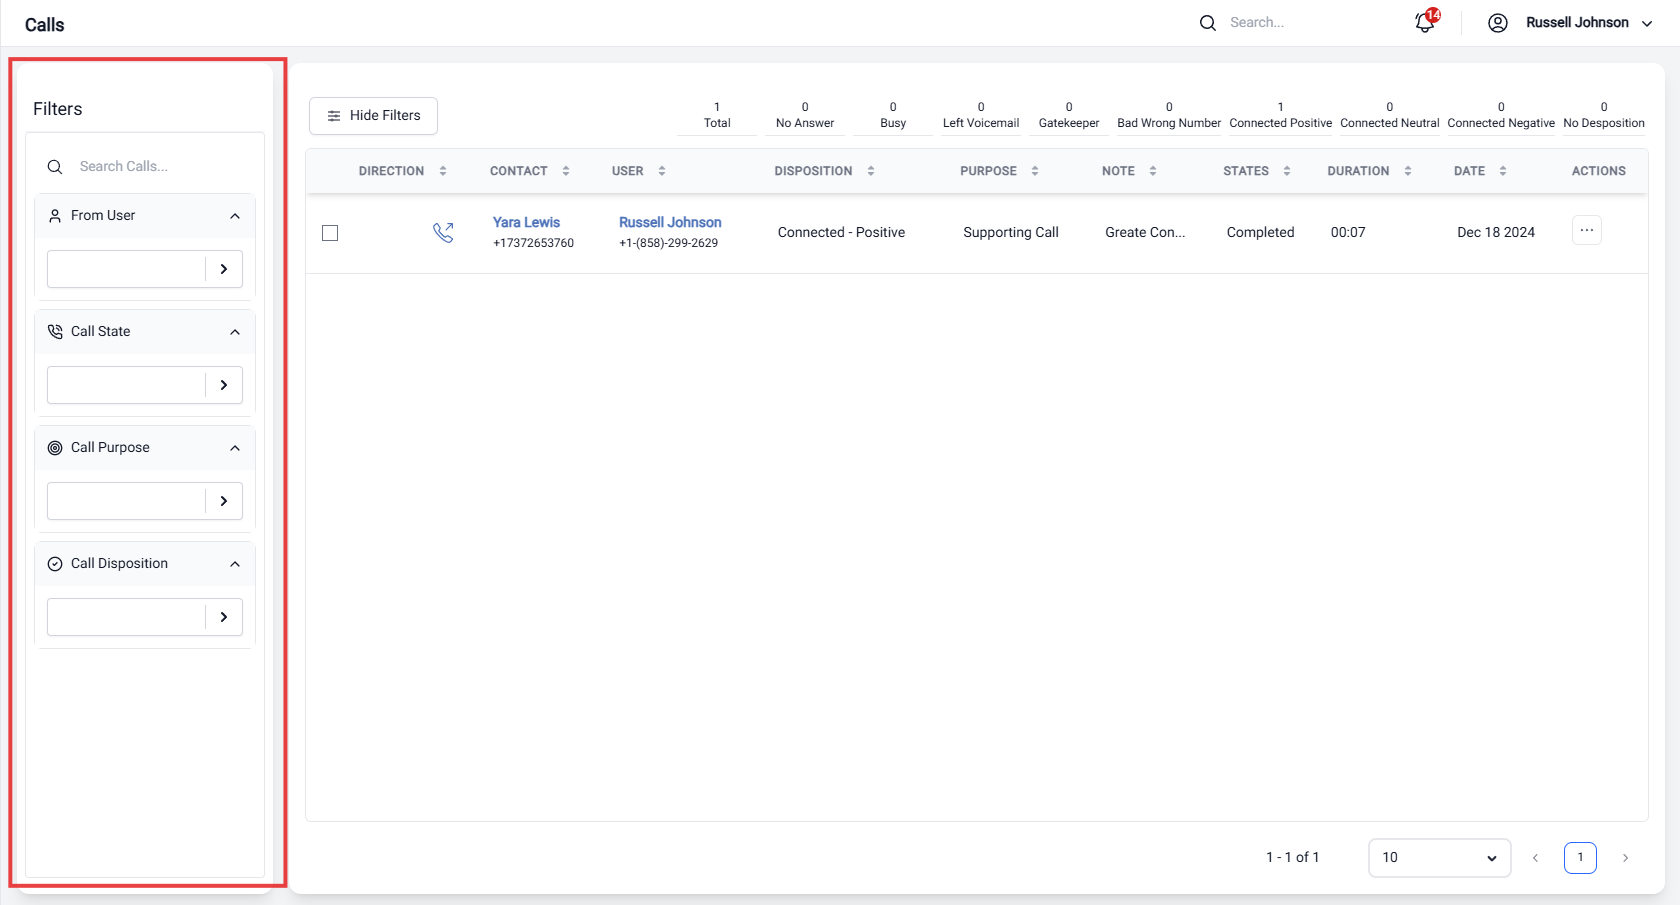 Calls
Search...
14
Russell Johnson
Filters
Search Calls...
From User
Call State
Call Purpose
Call Disposition
Hide Filters
1 Total
0 No Answer
0 Busy
0 Left Voicemail
0 Gatekeeper
0 Bad Wrong Number
1 Connected Positive
0 Connected Neutral
0 Connected Negative
0 No Desposition
DIRECTION CONTACT USER DISPOSITION PURPOSE NOTE STATES DURATION DATE ACTIONS
Yara Lewis
+17372653760
Russell Johnson
+1-(858)-299-2629
Connected - Positive
Supporting Call
Greate Con...
Completed
00:07
Dec 18 2024
...
1 - 1 of 1
10
1